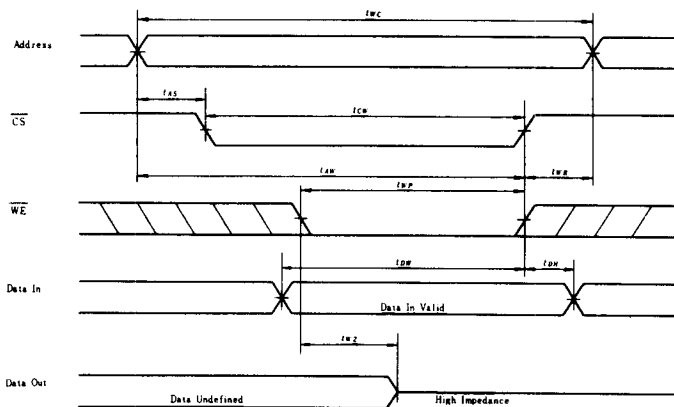 tWC
Address
tAS
tCW
CS
tAW
tWR
tWP
WE
tDW
tDH
Data In
Data In Valid
tWZ
Data Out
Data Undefined
High Impedance